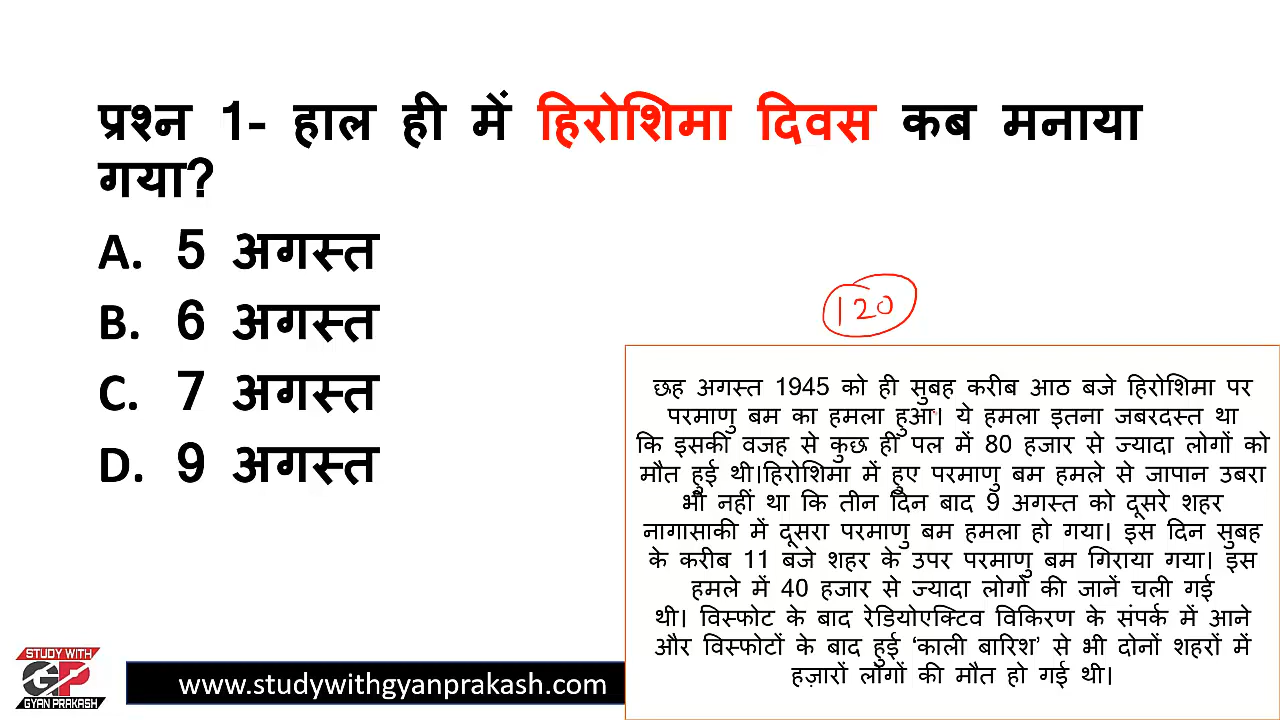 प्रश्न 1- हाल ही में हिरोशिमा दिवस कब मनाया
गया?
A. 5 अगस्त
B. 6 अगस्त
C. 7 अगस्त
D. 9 अगस्त
120
छह अगस्त 1945 को ही सुबह करीब आठ बजे हिरोशिमा पर
परमाणु बम का हमला हुआ। ये हमला इतना जबरदस्त था
कि इसकी वजह से कुछ ही पल में 80 हजार से ज्यादा लोगों को
मौत हुई थी।हिरोशिमा में हुए परमाणु बम हमले से जापान उबरा
भी नहीं था कि तीन दिन बाद 9 अगस्त को दूसरे शहर
नागासाकी में दूसरा परमाणु बम हमला हो गया। इस दिन सुबह
के करीब 11 बजे शहर के उपर परमाणु बम गिराया गया। इस
हमले में 40 हजार से ज्यादा लोगों की जानें चली गई
थी। विस्फोट के बाद रेडियोएक्टिव विकिरण के संपर्क में आने
और विस्फोटों के बाद हुई ‘काली बारिश’ से भी दोनों शहरों में
हज़ारों लोगों की मौत हो गई थी।
STUDY WITH
GP
GYAN PRAKASH
www.studywithgyanprakash.com